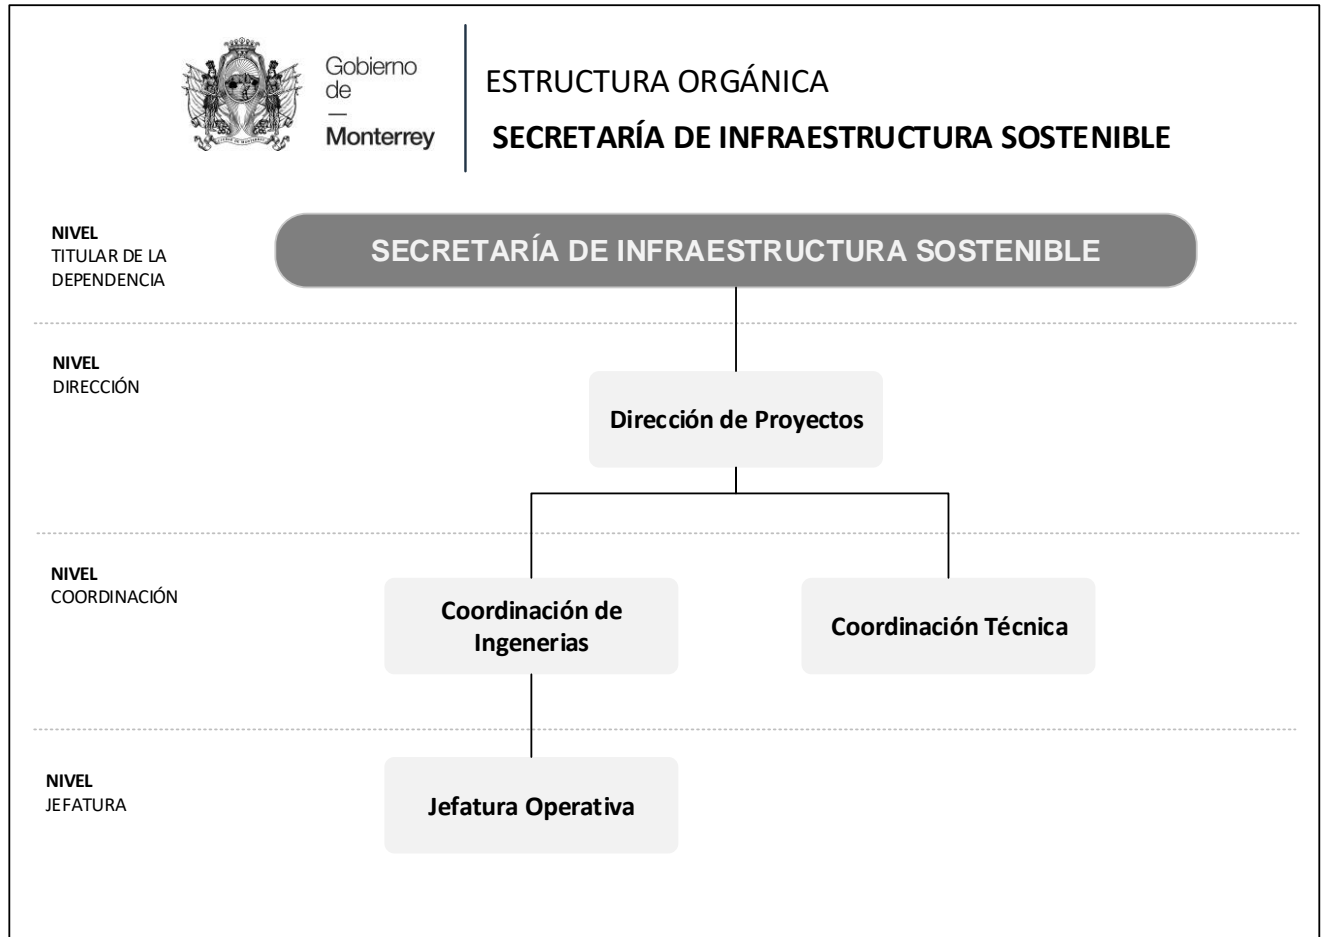 Gobierno
de
—
Monterrey
ESTRUCTURA ORGÁNICA
SECRETARÍA DE INFRAESTRUCTURA SOSTENIBLE
NIVEL
TITULAR DE LA
DEPENDENCIA
SECRETARÍA DE INFRAESTRUCTURA SOSTENIBLE
NIVEL
DIRECCIÓN
Dirección de Proyectos
NIVEL
COORDINACIÓN
Coordinación de
Ingenerias
Coordinación Técnica
NIVEL
JEFATURA
Jefatura Operativa